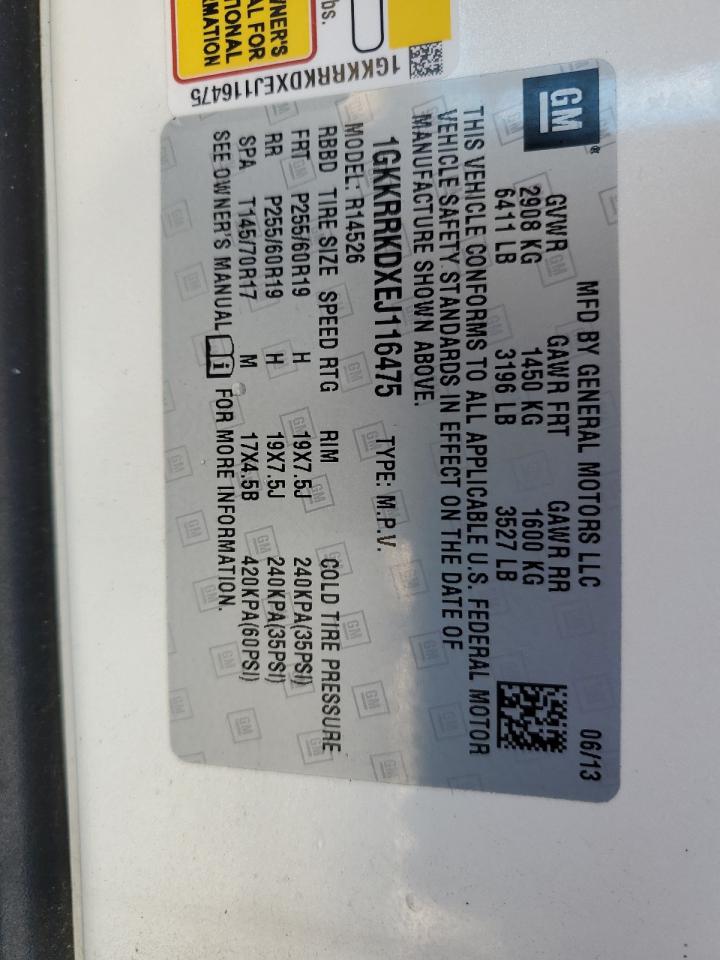 WNER'S
AL FOR
TIONAL
RMATION
bs.
1GKKRRKDXEJ116475
1GKKRRKDXEJ116475
GM
MFD BY GENERAL MOTORS LLC 06/13
GVWR GAWR FRT GAWR RR
2908 KG 1450 KG 1600 KG
6411 LB 3196 LB 3527 LB
THIS VEHICLE CONFORMS TO ALL APPLICABLE U.S. FEDERAL MOTOR
VEHICLE SAFETY STANDARDS IN EFFECT ON THE DATE OF
MANUFACTURE SHOWN ABOVE.
1GKKRRKDXEJ116475 TYPE: M.P.V.
MODEL: R14526
RBBD TIRE SIZE SPEED RTG RIM COLD TIRE PRESSURE
FRT P255/60R19 H 19X7.5J 240KPA(35PSI)
RR P255/60R19 H 19X7.5J 240KPA(35PSI)
SPA T145/70R17 M 17X4.5B 420KPA(60PSI)
SEE OWNER'S MANUAL i FOR MORE INFORMATION.